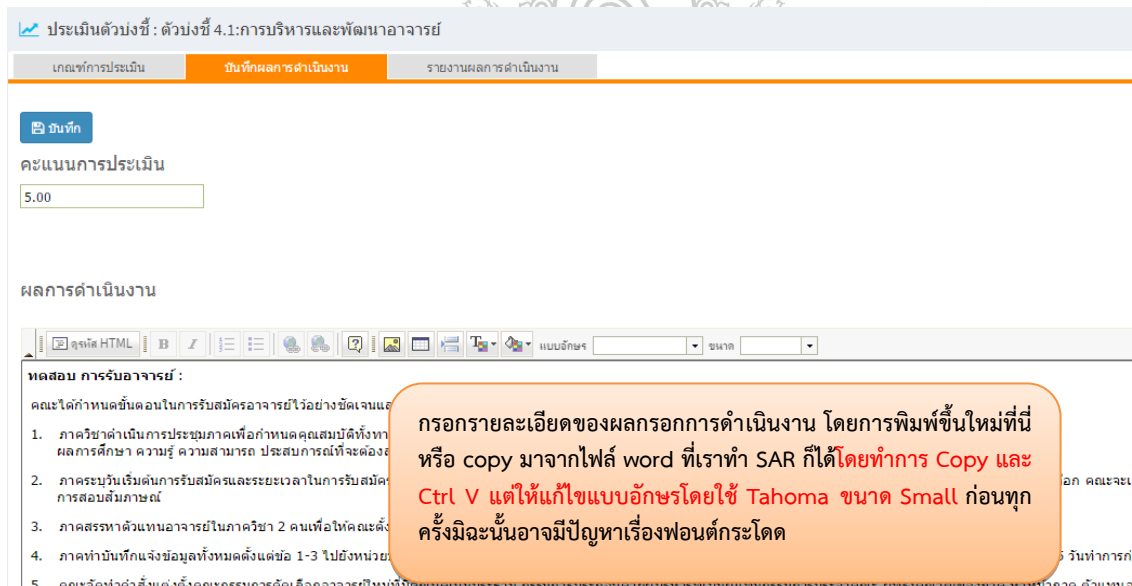 ประเมินตัวบ่งชี้ : ตัวบ่งชี้ 4.1:การบริหารและพัฒนาอาจารย์
เกณฑ์การประเมิน บันทึกผลการดำเนินงาน รายงานผลการดำเนินงาน
บันทึก
คะแนนการประเมิน
5.00
ผลการดำเนินงาน
ดูรหัส HTML B I แบบอักษร ขนาด
ทดสอบ การรับอาจารย์ :
คณะได้กำหนดขั้นตอนในการรับสมัครอาจารย์ไว้อย่างชัดเจนและ
1. ภาควิชาดำเนินการประชุมภาคเพื่อกำหนดคุณสมบัติทั้งทา
ผลการศึกษา ความรู้ ความสามารถ ประสบการณ์ที่จะต้อง
2. ภาคระบุวันเริ่มต้นการรับสมัครและระยะเวลาในการรับสมัคร คณะจะเ
การสอบสัมภาษณ์
3. ภาคสรรหาตัวแทนอาจารย์ในภาควิชา 2 คนเพื่อให้คณะตั้ง
4. ภาคทำบันทึกแจ้งข้อมูลทั้งหมดตั้งแต่ข้อ 1-3 ไปยังหน่วย วันทำการก่
กรอกรายละเอียดของผลกรอกการดำเนินงาน โดยการพิมพ์ขึ้นใหม่ที่นี่
หรือ copy มาจากไฟล์ word ที่เราทำ SAR ก็ได้โดยทำการ Copy และ
Ctrl V แต่ให้แก้ไขแบบอักษรโดยใช้ Tahoma ขนาด Small ก่อนทุก
ครั้งมิฉะนั้นอาจมีปัญหาเรื่องฟอนต์กระโดด